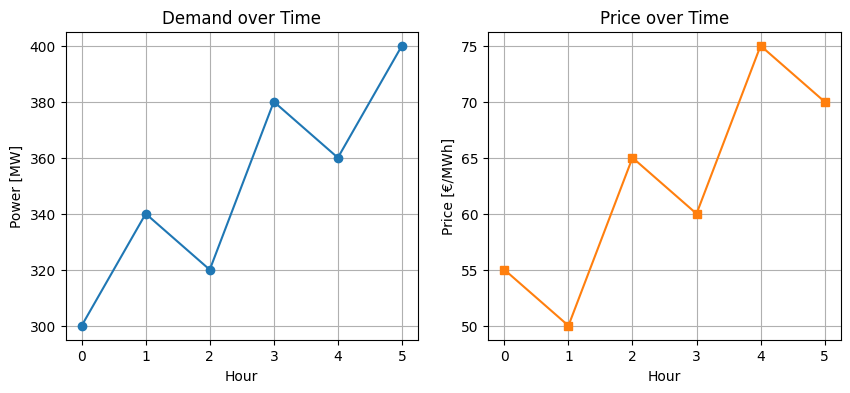 Demand over Time
Power [MW]
400
380
360
340
320
300
0 1 2 3 4 5
Hour
Price over Time
Price [€/MWh]
75
70
65
60
55
50
0 1 2 3 4 5
Hour